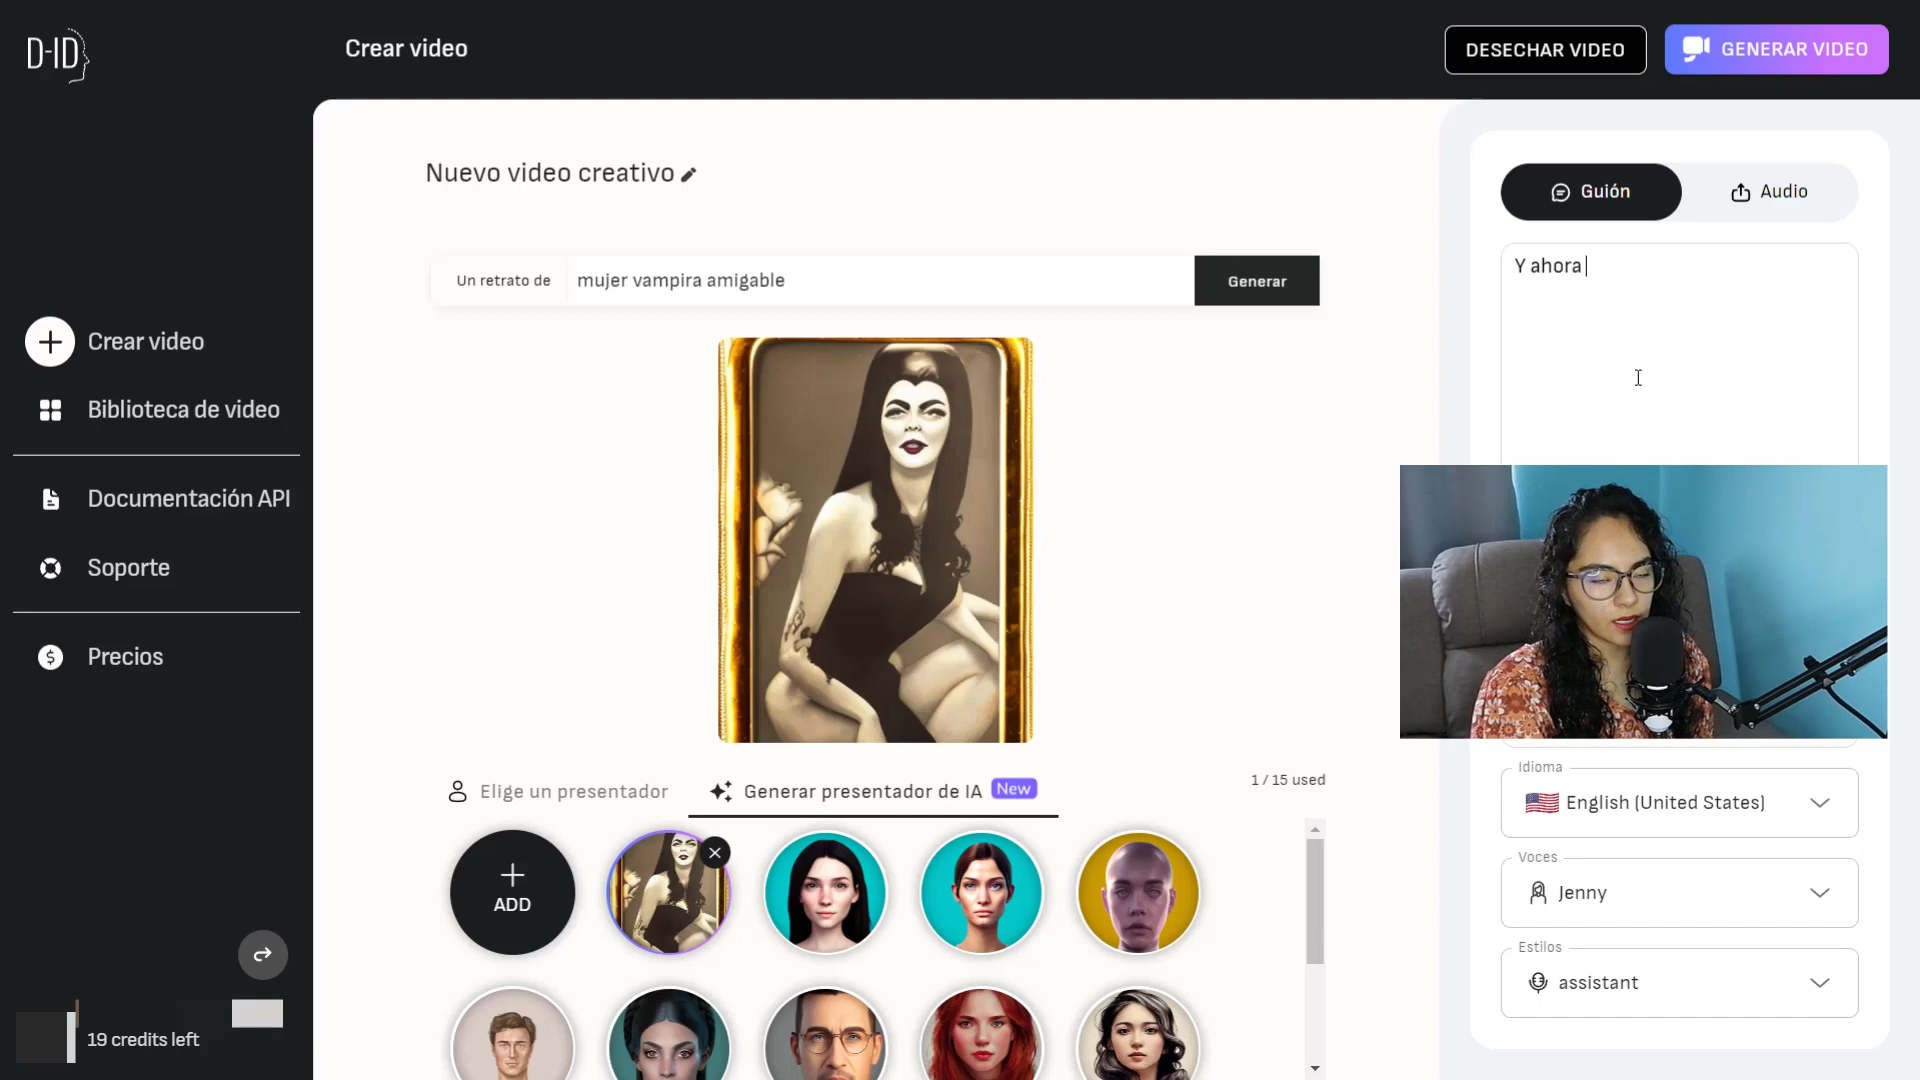 D-ID
Crear video
DESECHAR VIDEO
GENERAR VIDEO
Nuevo video creativo
Guión
Audio
Un retrato de
mujer vampira amigable
Generar
Y ahora
Crear video
Biblioteca de video
Documentación API
Soporte
Precios
Elige un presentador
Generar presentador de IA
New
1 / 15 used
ADD
Idioma
English (United States)
Voces
Jenny
Estilos
assistant
19 credits left